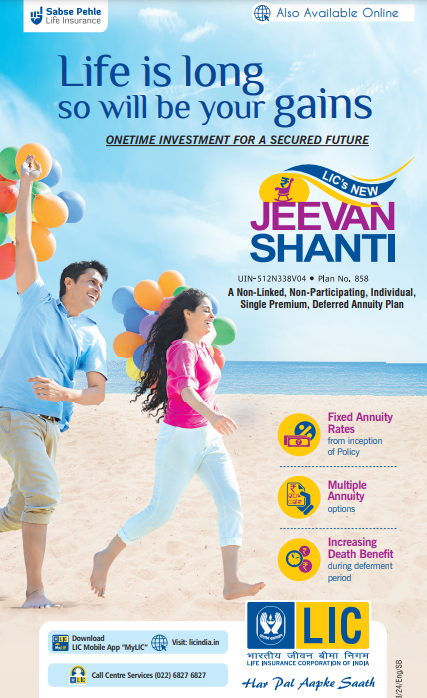 Sabse Pehle
Life Insurance
Also Available Online
Life is long
so will be your gains
ONETIME INVESTMENT FOR A SECURED FUTURE
LIC's NEW
JEEVAN
SHANTI
UIN-512N338V04 • Plan No. 858
A Non-Linked, Non-Participating, Individual,
Single Premium, Deferred Annuity Plan
Fixed Annuity
Rates
from inception
of Policy
Multiple
Annuity
options
Increasing
Death Benefit
during deferment
period
Download
LIC Mobile App "MyLIC"
Visit: licindia.in
Call Centre Services (022) 6827 6827
LIC
भारतीय जीवन बीमा निगम
LIFE INSURANCE CORPORATION OF INDIA
Har Pal Aapke Saath